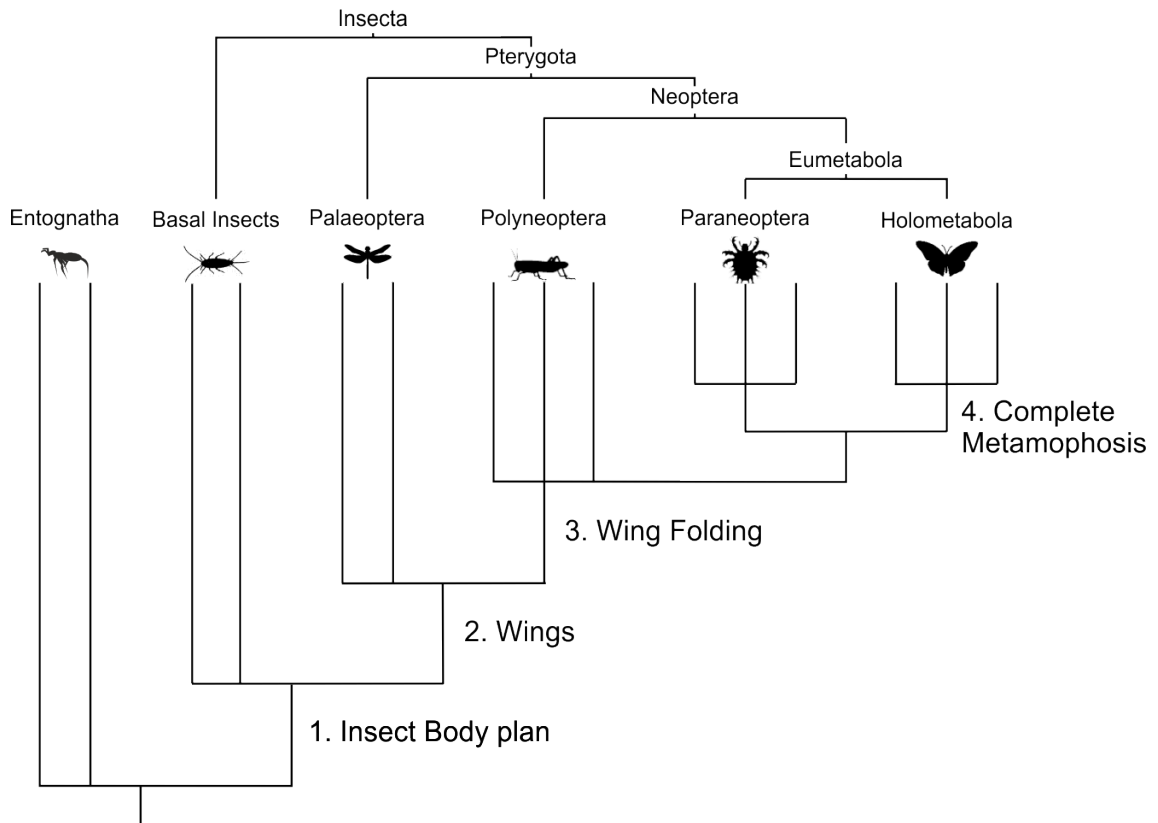 Insecta
Pterygota
Neoptera
Eumetabola
Entognatha
Basal Insects
Palaeoptera
Polyneoptera
Paraneoptera
Holometabola
4. Complete
Metamophosis
3. Wing Folding
2. Wings
1. Insect Body plan